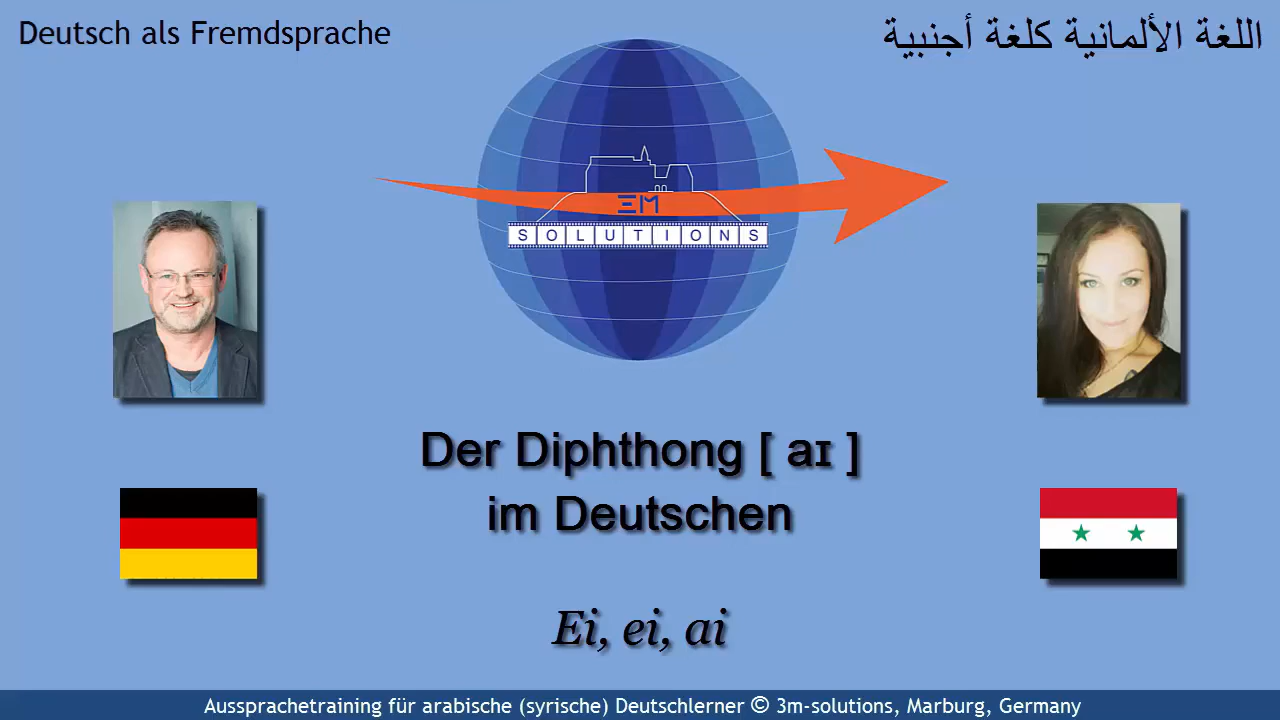 Deutsch als Fremdsprache
اللغة الألمانية كلغة أجنبية
3M
SOLUTIONS
Der Diphthong [ aɪ ]
im Deutschen
Ei, ei, ai
Aussprachetraining für arabische (syrische) Deutschlerner © 3m-solutions, Marburg, Germany